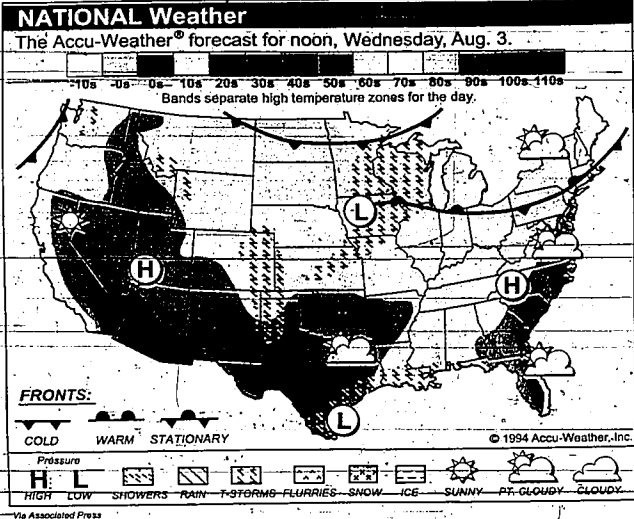 NATIONAL Weather
The Accu-Weather® forecast for noon, Wednesday, Aug. 3.
-10s -0s 0s 10s 20s 30s 40s 50s 60s 70s 80s 90s 100s 110s
Bands separate high temperature zones for the day.
L
H
H
L
FRONTS:
COLD WARM STATIONARY
© 1994 Accu-Weather, Inc.
Pressure
H L
HIGH LOW SHOWERS RAIN T-STORMS FLURRIES SNOW ICE SUNNY PT. CLOUDY CLOUDY
Via Associated Press